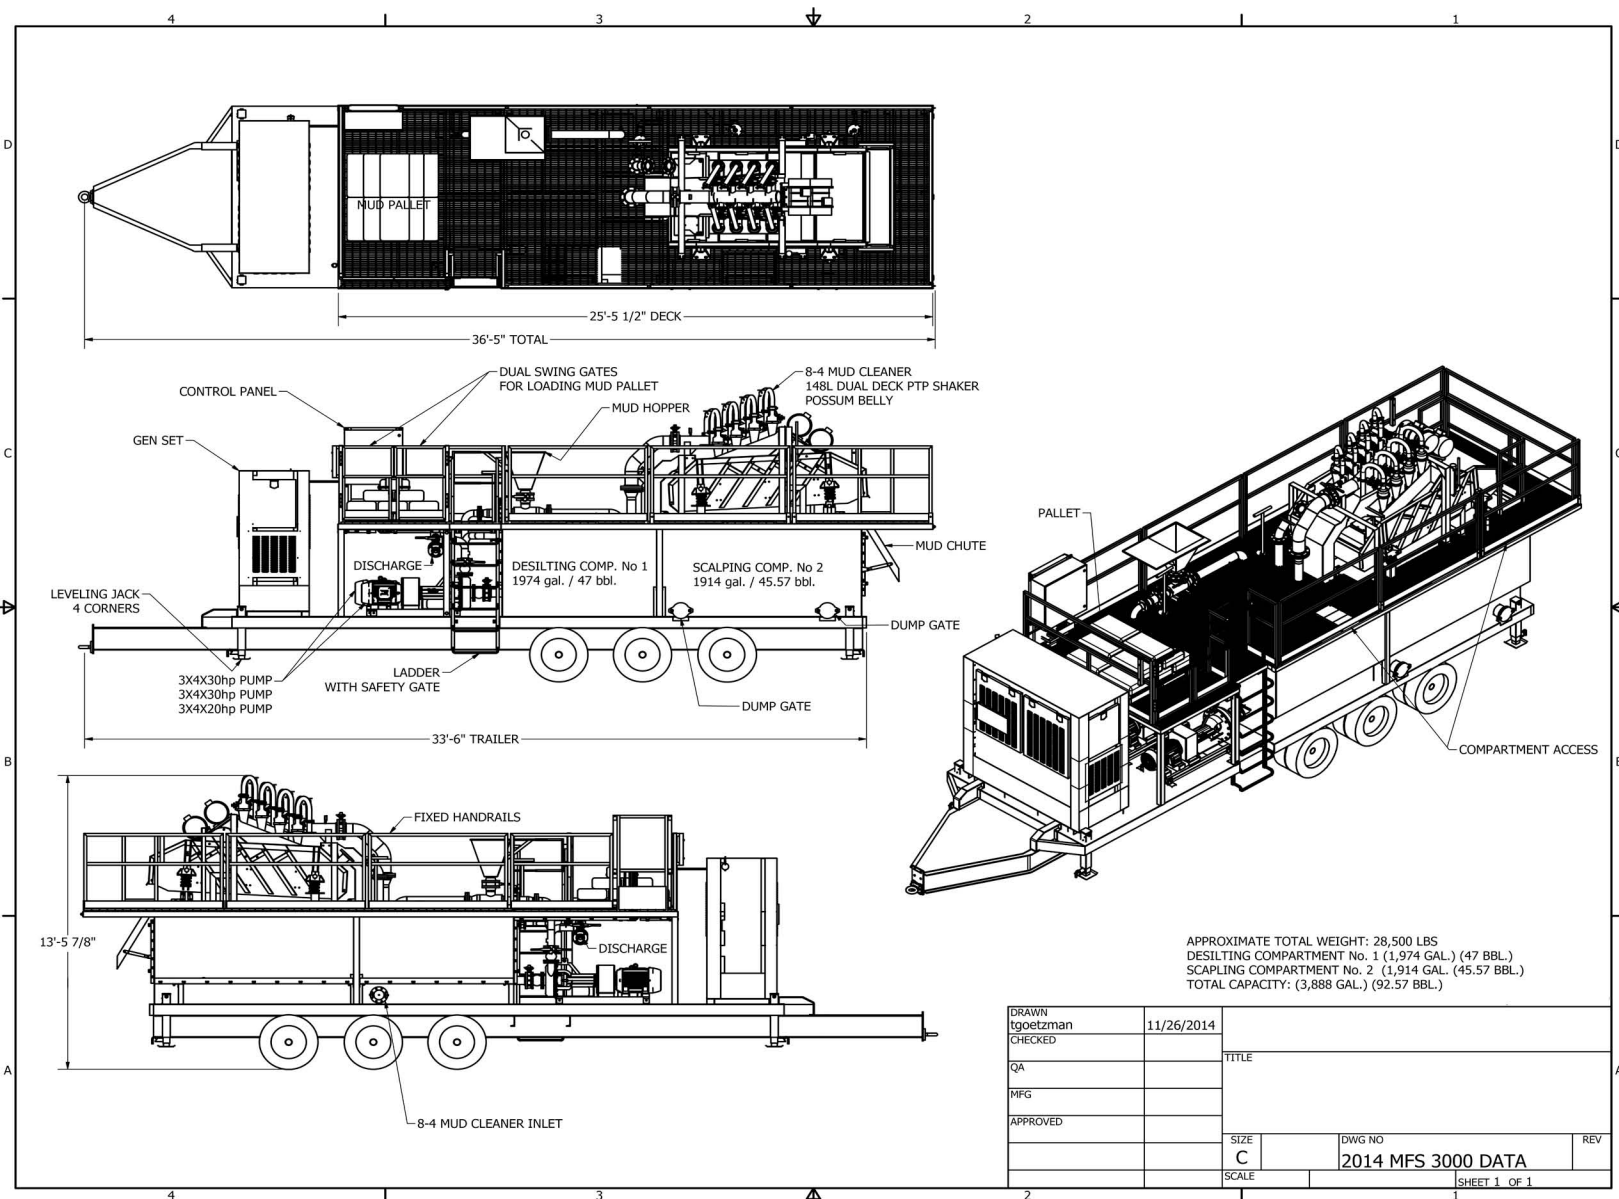 4 3 2 1
D D
MUD PALLET
25'-5 1/2" DECK
36'-5" TOTAL
CONTROL PANEL
DUAL SWING GATES
FOR LOADING MUD PALLET
MUD HOPPER
8-4 MUD CLEANER
148L DUAL DECK PTP SHAKER
POSSUM BELLY
GEN SET
C C
MUD CHUTE
DISCHARGE
DESILTING COMP. No 1
1974 gal. / 47 bbl.
SCALPING COMP. No 2
1914 gal. / 45.57 bbl.
LEVELING JACK
4 CORNERS
DUMP GATE
3X4X30hp PUMP
3X4X30hp PUMP
3X4X20hp PUMP
LADDER
WITH SAFETY GATE
DUMP GATE
33'-6" TRAILER
PALLET
COMPARTMENT ACCESS
B B
FIXED HANDRAILS
13'-5 7/8"
DISCHARGE
8-4 MUD CLEANER INLET
APPROXIMATE TOTAL WEIGHT: 28,500 LBS
DESILTING COMPARTMENT No. 1 (1,974 GAL.) (47 BBL.)
SCAPLING COMPARTMENT No. 2 (1,914 GAL. (45.57 BBL.)
TOTAL CAPACITY: (3,888 GAL.) (92.57 BBL.)
A A
DRAWN
tgoetzman 11/26/2014
CHECKED
QA
MFG
APPROVED
TITLE
SIZE
C
DWG NO
2014 MFS 3000 DATA
REV
SCALE
SHEET 1 OF 1
4 3 2 1